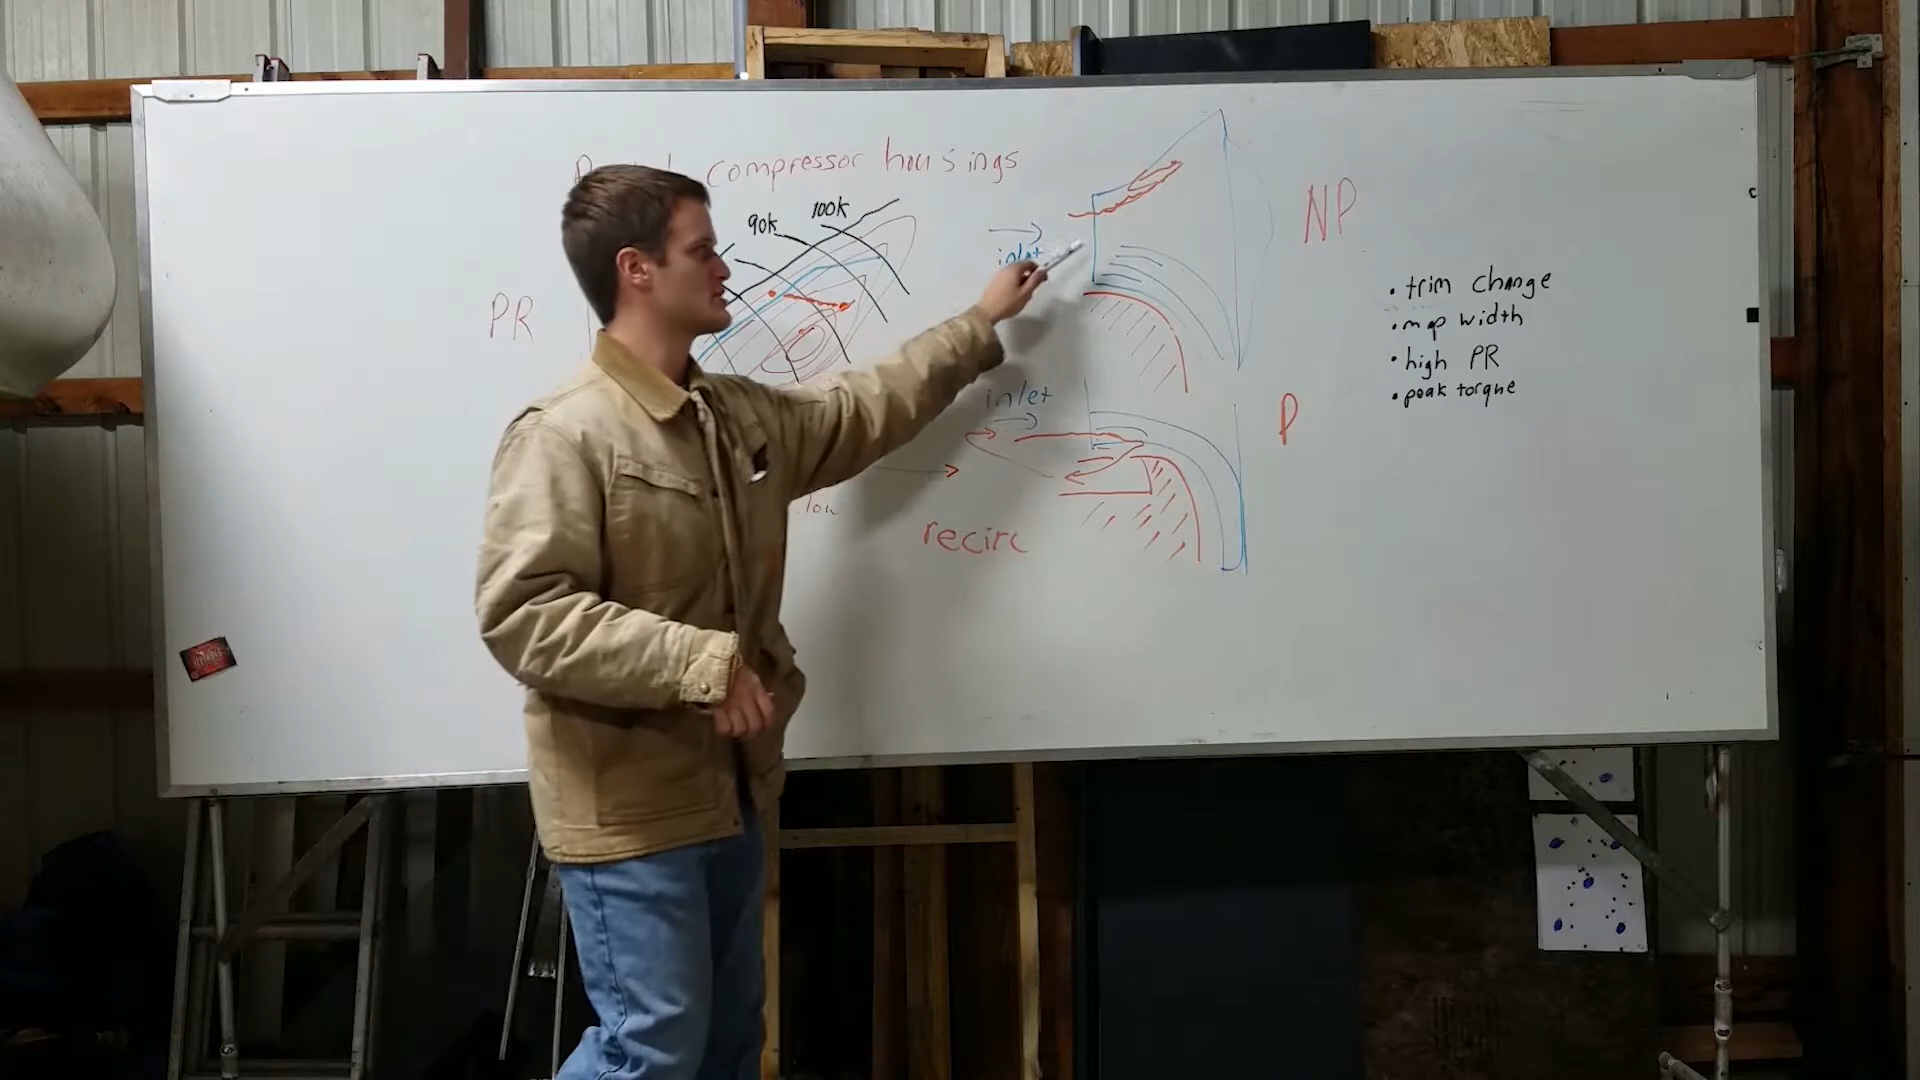 compressor housings
90k 100k
PR
inlet
NP
inlet
P
recirc
• trim change
• map width
• high PR
• peak torque